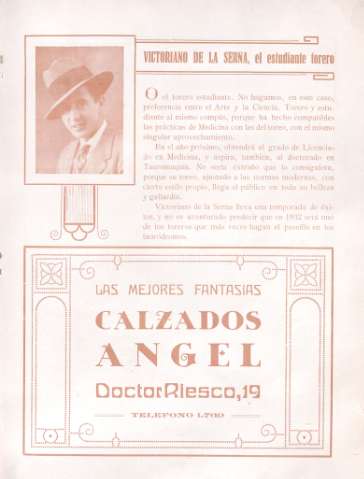 VICTORIANO DE LA SERNA, el estudiante torero
O el torero estudiante. No hagamos, en este caso,
preferencia entre el Arte y la Ciencia. Torero y estu-
diante al mismo compás, porque ha hecho compatibles
las prácticas de Medicina con las del toreo, con el mismo
singular aprovechamiento.
En el año próximo, obtendrá el grado de Licencia-
do en Medicina, y aspira, también, al doctorado en
Tauromaquia. No sería extraño que lo consiguiera,
porque su toreo, ajustado a las normas modernas, con
cierto estilo propio, llega al público en toda su belleza
y gallardía.
Victoriano de la Serna lleva una temporada de éxi-
tos, y no es aventurado predecir que en 1932 será uno
de los toreros que más veces hagan el paseíllo en los
tauródromos.
LAS MEJORES FANTASIAS
CALZADOS
ANGEL
Doctor Riesco, 19
TELEFONO 1.769